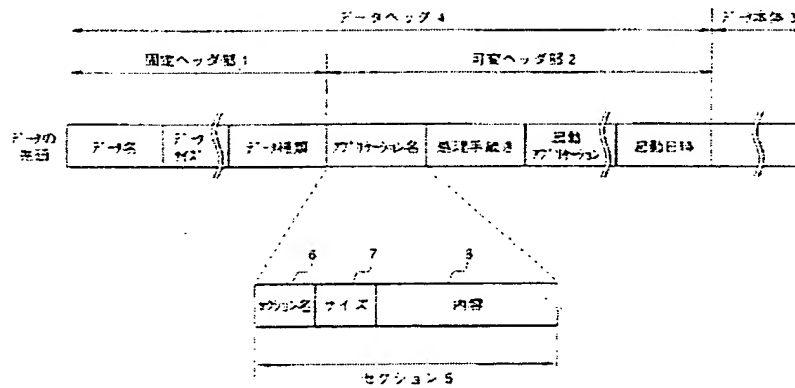 データヘッダ 4
データ本体 3
固定ヘッダ部 1
可変ヘッダ部 2
データの
先頭
データ名
データ
サイズ
データ種類
アプリケーション名
処理手続き
起動
アプリケーション
起動日時
6
7
8
セクション名
サイズ
内容
セクション 5